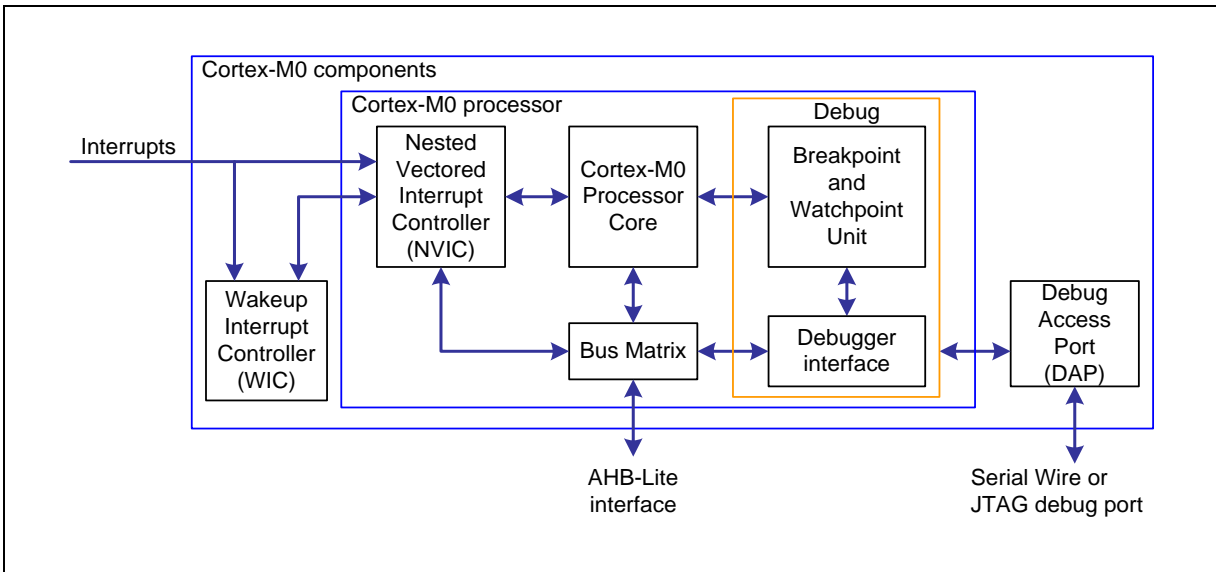 Cortex-M0 components
Cortex-M0 processor
Debug
Interrupts
Nested
Vectored
Interrupt
Controller
(NVIC)
Cortex-M0
Processor
Core
Breakpoint
and
Watchpoint
Unit
Wakeup
Interrupt
Controller
(WIC)
Bus Matrix
Debugger
interface
Debug
Access
Port
(DAP)
AHB-Lite
interface
Serial Wire or
JTAG debug port